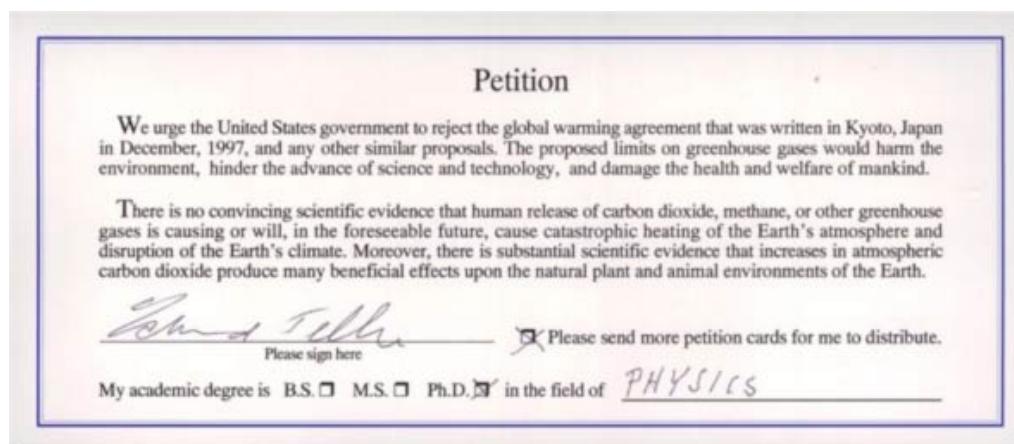 Petition
We urge the United States government to reject the global warming agreement that was written in Kyoto, Japan
in December, 1997, and any other similar proposals. The proposed limits on greenhouse gases would harm the
environment, hinder the advance of science and technology, and damage the health and welfare of mankind.
There is no convincing scientific evidence that human release of carbon dioxide, methane, or other greenhouse
gases is causing or will, in the foreseeable future, cause catastrophic heating of the Earth's atmosphere and
disruption of the Earth's climate. Moreover, there is substantial scientific evidence that increases in atmospheric
carbon dioxide produce many beneficial effects upon the natural plant and animal environments of the Earth.
Edward Teller
Please send more petition cards for me to distribute.
Please sign here
My academic degree is B.S. M.S. Ph.D. in the field of PHYSICS